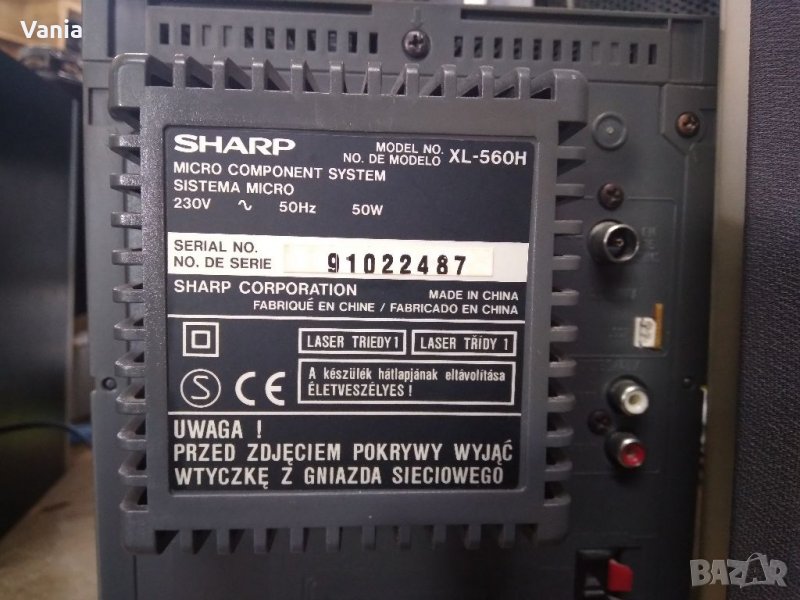 Vania
SHARP
MODEL NO.
NO. DE MODELO XL-560H
MICRO COMPONENT SYSTEM
SISTEMA MICRO
230V ∿ 50Hz 50W
SERIAL NO.
NO. DE SERIE 91022487
SHARP CORPORATION MADE IN CHINA
FABRIQUÉ EN CHINE / FABRICADO EN CHINA
LASER TRIEDY 1 LASER TŘÍDY 1
S CE
A készülék hátlapjának eltávolítása
ÉLETVESZÉLYES !
UWAGA !
PRZED ZDJĘCIEM POKRYWY WYJĄĆ
WTYCZKĘ Z GNIAZDA SIECIOWEGO
BAZAR